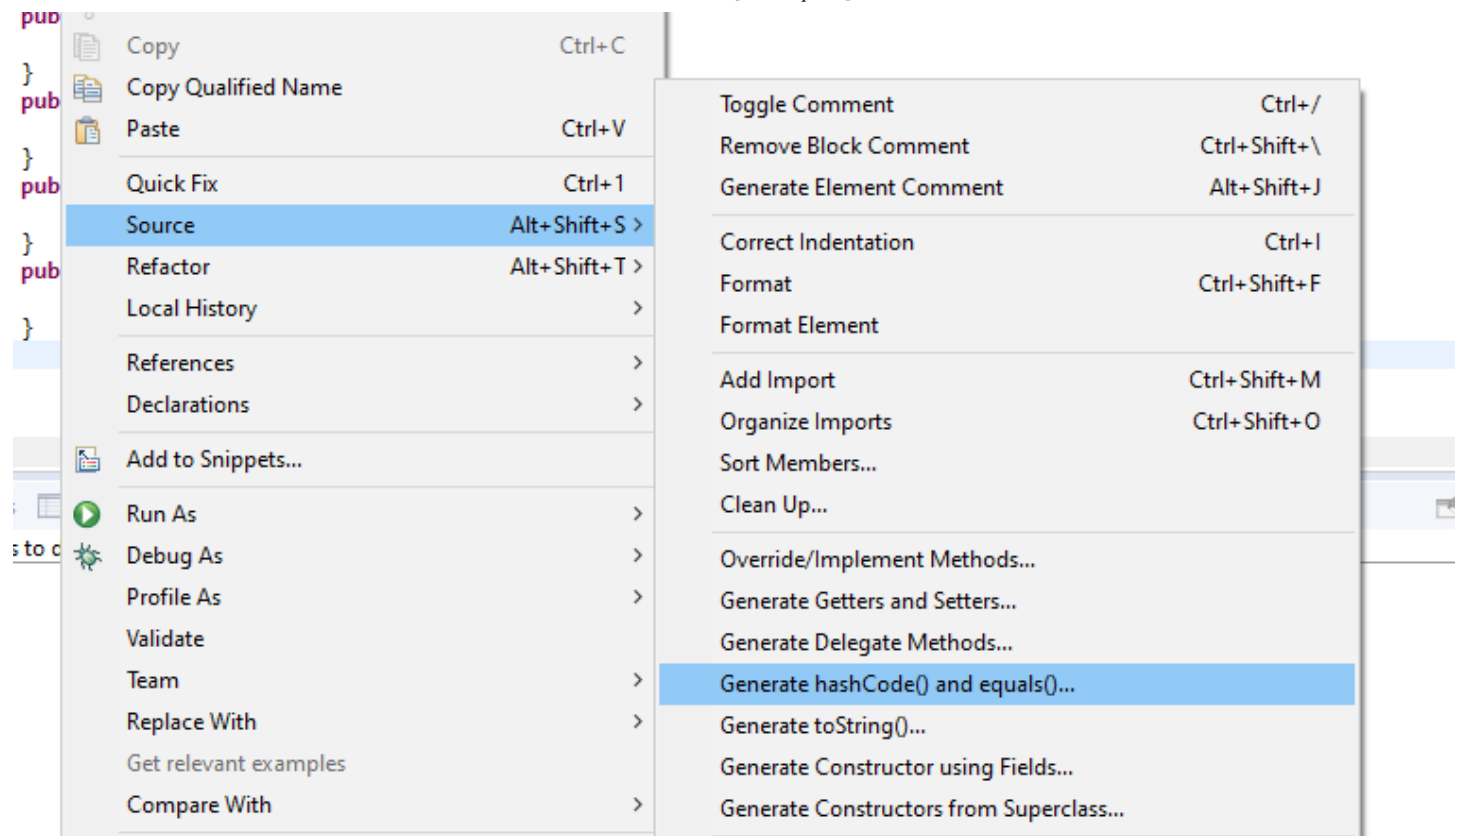 pub
Copy Ctrl+C
}
Copy Qualified Name
pub
Paste Ctrl+V
}
Quick Fix Ctrl+1
pub
Source Alt+Shift+S >
}
Refactor Alt+Shift+T >
pub
Local History >
}
References >
Declarations >
Add to Snippets...
Run As >
s to
Debug As >
Profile As >
Validate
Team >
Replace With >
Get relevant examples
Compare With >
Toggle Comment Ctrl+/
Remove Block Comment Ctrl+Shift+\
Generate Element Comment Alt+Shift+J
Correct Indentation Ctrl+I
Format Ctrl+Shift+F
Format Element
Add Import Ctrl+Shift+M
Organize Imports Ctrl+Shift+O
Sort Members...
Clean Up...
Override/Implement Methods...
Generate Getters and Setters...
Generate Delegate Methods...
Generate hashCode() and equals()...
Generate toString()...
Generate Constructor using Fields...
Generate Constructors from Superclass...